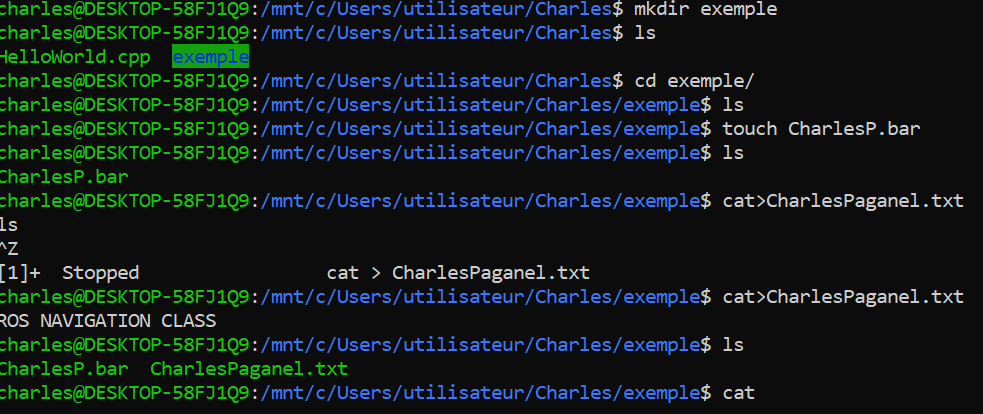 charles@DESKTOP-58FJ1Q9:/mnt/c/Users/utilisateur/Charles$ mkdir exemple
charles@DESKTOP-58FJ1Q9:/mnt/c/Users/utilisateur/Charles$ ls
HelloWorld.cpp  exemple
charles@DESKTOP-58FJ1Q9:/mnt/c/Users/utilisateur/Charles$ cd exemple/
charles@DESKTOP-58FJ1Q9:/mnt/c/Users/utilisateur/Charles/exemple$ ls
charles@DESKTOP-58FJ1Q9:/mnt/c/Users/utilisateur/Charles/exemple$ touch CharlesP.bar
charles@DESKTOP-58FJ1Q9:/mnt/c/Users/utilisateur/Charles/exemple$ ls
CharlesP.bar
charles@DESKTOP-58FJ1Q9:/mnt/c/Users/utilisateur/Charles/exemple$ cat>CharlesPaganel.txt
ls
^Z
[1]+  Stopped                 cat > CharlesPaganel.txt
charles@DESKTOP-58FJ1Q9:/mnt/c/Users/utilisateur/Charles/exemple$ cat>CharlesPaganel.txt
ROS NAVIGATION CLASS
charles@DESKTOP-58FJ1Q9:/mnt/c/Users/utilisateur/Charles/exemple$ ls
CharlesP.bar  CharlesPaganel.txt
charles@DESKTOP-58FJ1Q9:/mnt/c/Users/utilisateur/Charles/exemple$ cat